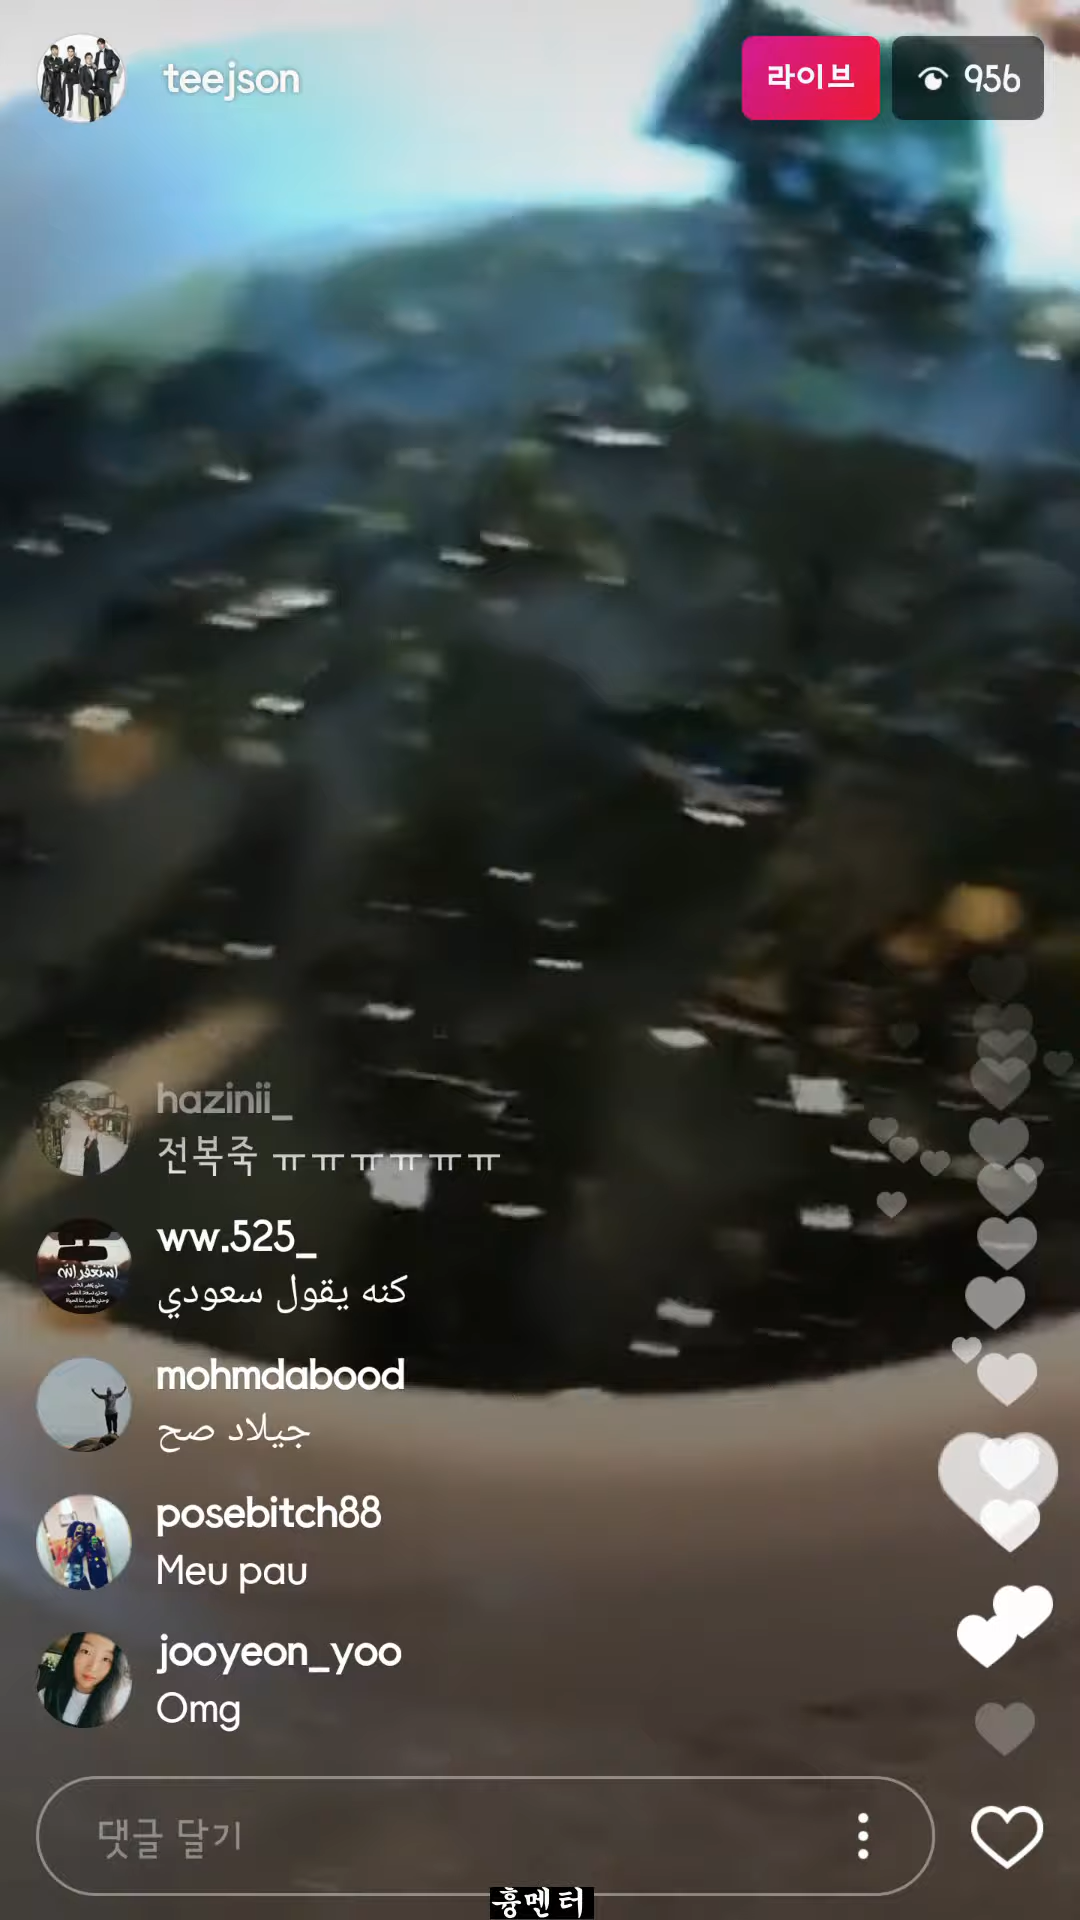 teejson
라이브
956
hazinii_
전복죽 ㅠㅠㅠㅠㅠㅠ
ww.525_
كنه يقول سعودي
mohmdabood
جيلاد صح
posebitch88
Meu pau
jooyeon_yoo
Omg
댓글 달기
흥멘터